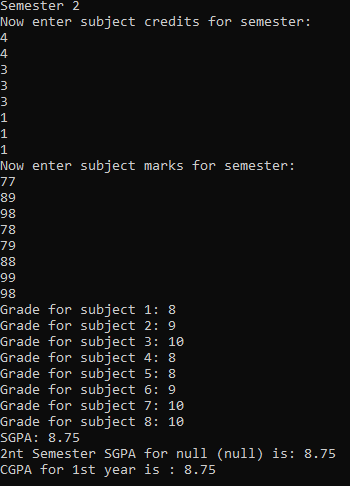 Semester 2
Now enter subject credits for semester:
4
4
3
3
3
1
1
1
Now enter subject marks for semester:
77
89
98
78
79
88
99
98
Grade for subject 1: 8
Grade for subject 2: 9
Grade for subject 3: 10
Grade for subject 4: 8
Grade for subject 5: 8
Grade for subject 6: 9
Grade for subject 7: 10
Grade for subject 8: 10
SGPA: 8.75
2nt Semester SGPA for null (null) is: 8.75
CGPA for 1st year is : 8.75